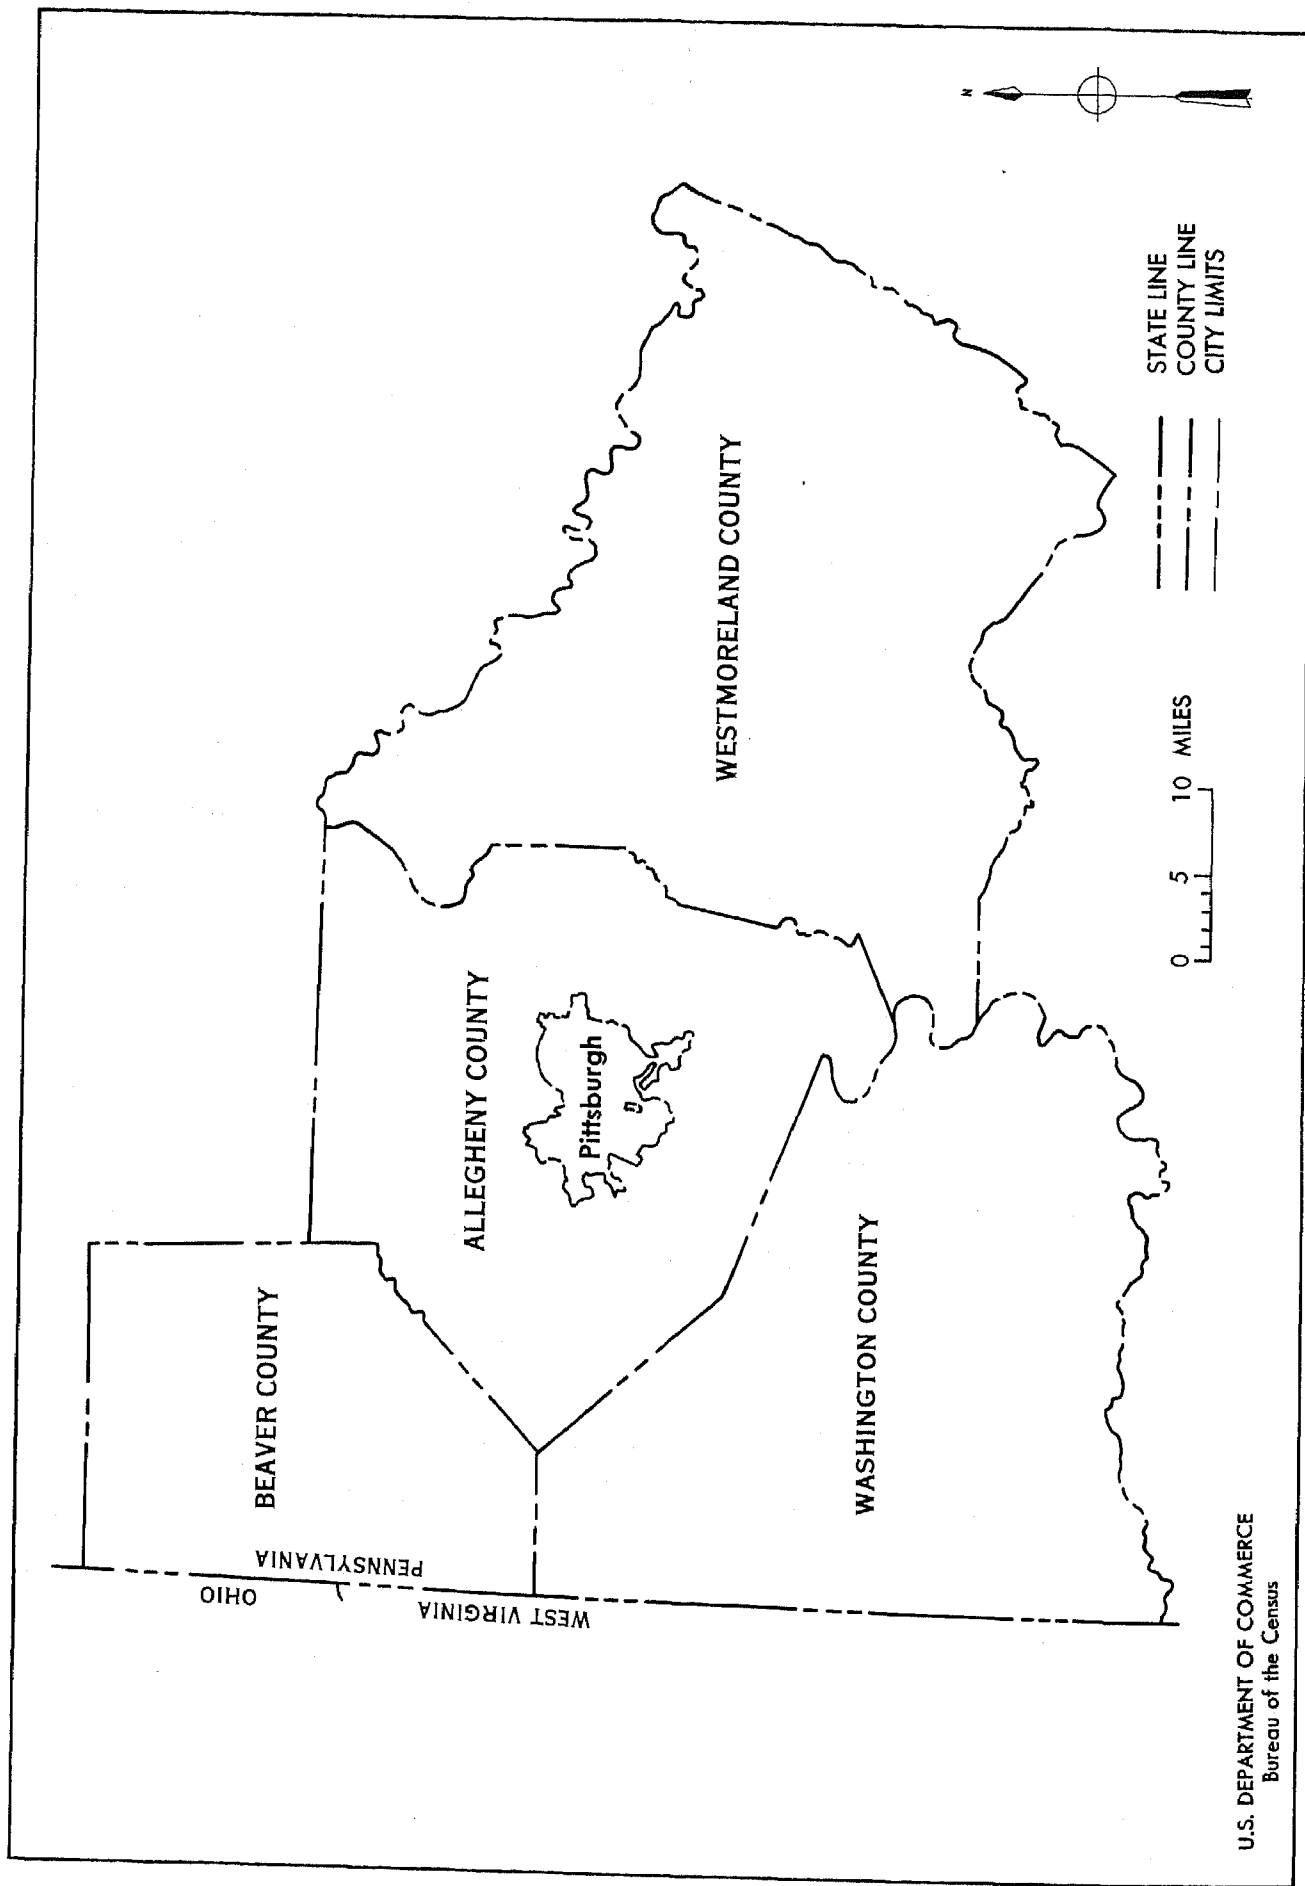 N
BEAVER COUNTY
OHIO
PENNSYLVANIA
WEST VIRGINIA
ALLEGHENY COUNTY
Pittsburgh
WESTMORELAND COUNTY
WASHINGTON COUNTY
STATE LINE
COUNTY LINE
CITY LIMITS
0 5 10 MILES
U.S. DEPARTMENT OF COMMERCE
Bureau of the Census